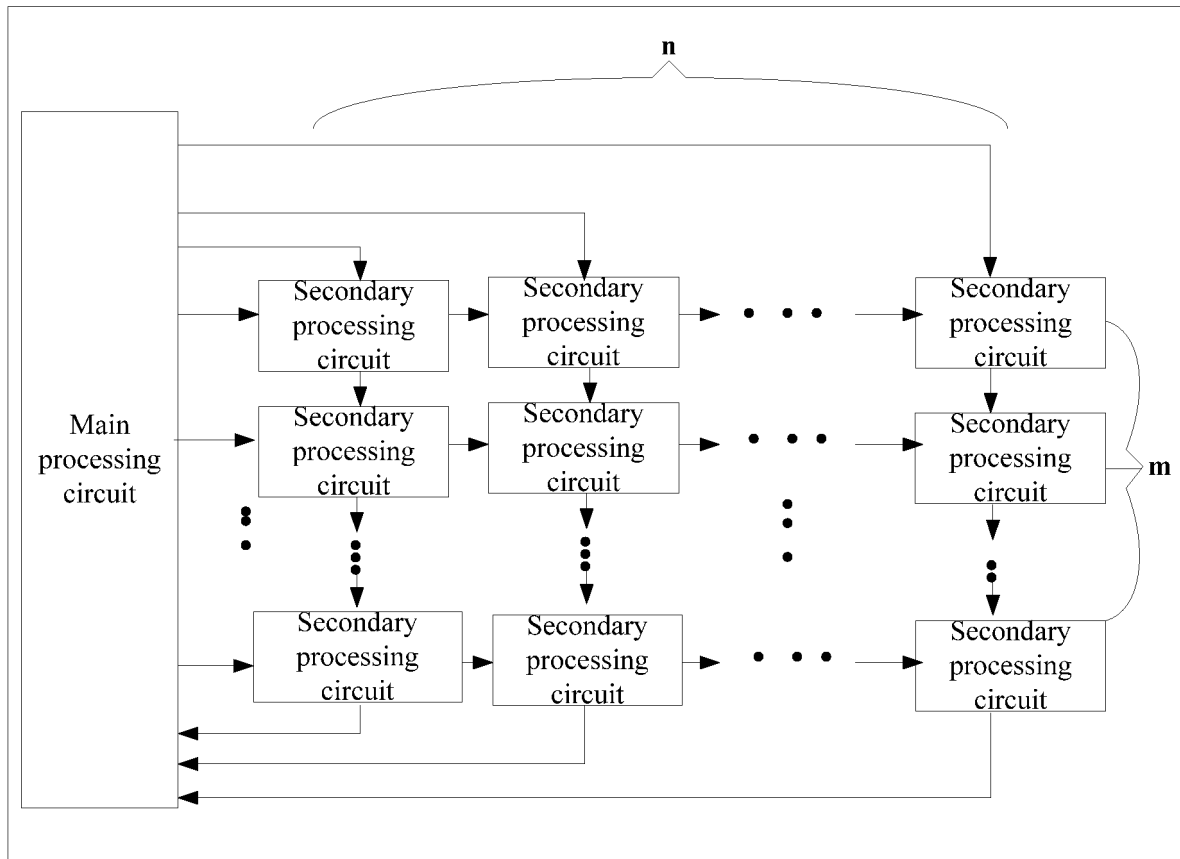 n
Main
processing
circuit
Secondary
processing
circuit
Secondary
processing
circuit
Secondary
processing
circuit
Secondary
processing
circuit
Secondary
processing
circuit
Secondary
processing
circuit
m
Secondary
processing
circuit
Secondary
processing
circuit
Secondary
processing
circuit